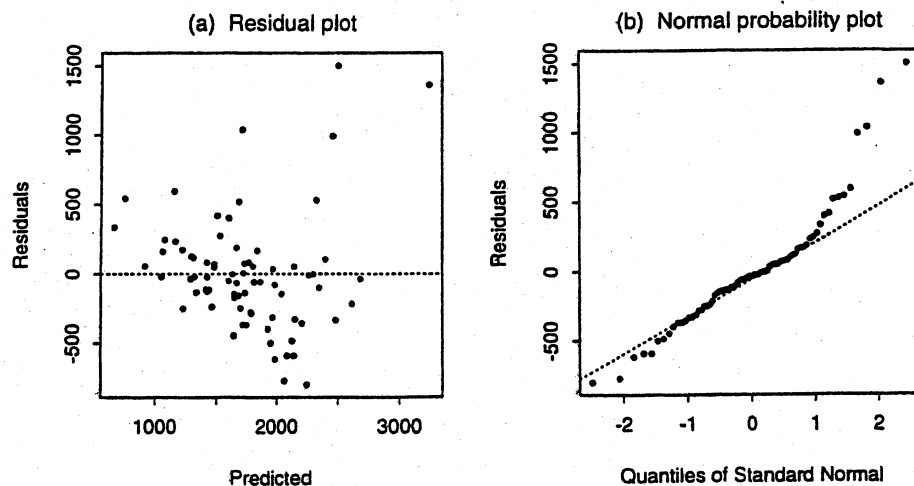 (a) Residual plot
1500
1000
500
0
-500
Residuals
1000 2000 3000
Predicted
(b) Normal probability plot
1500
1000
500
0
-500
Residuals
-2 -1 0 1 2
Quantiles of Standard Normal